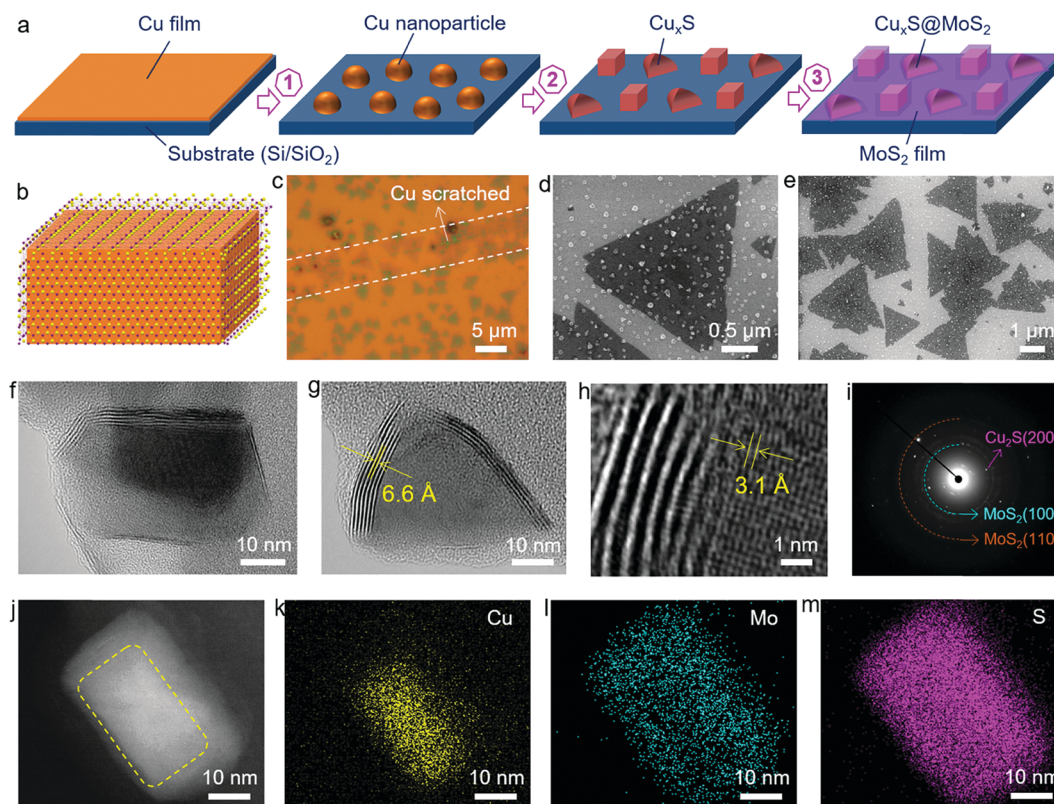 a
Cu film
Cu nanoparticle
CuₓS
CuₓS@MoS₂
1
2
3
Substrate (Si/SiO₂)
MoS₂ film
b
c
Cu scratched
5 µm
d
0.5 µm
e
1 µm
f
10 nm
g
6.6 Å
10 nm
h
3.1 Å
1 nm
i
Cu₂S(200
MoS₂(100
MoS₂(110
j
10 nm
k
Cu
10 nm
l
Mo
10 nm
m
S
10 nm